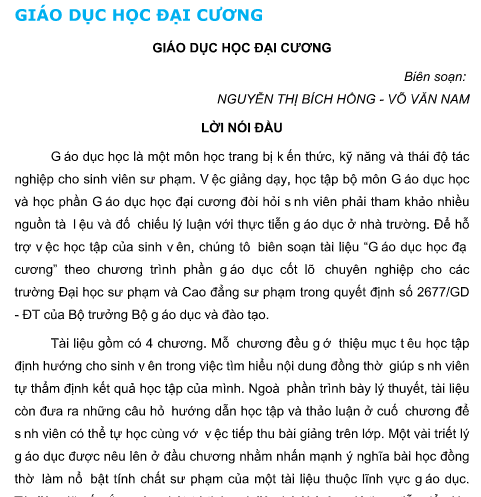 GIÁO DỤC HỌC ĐẠI CƯƠNG
GIÁO DỤC HỌC ĐẠI CƯƠNG
Biên soạn:
NGUYỄN THỊ BÍCH HỒNG - VÕ VĂN NAM
LỜI NÓI ĐẦU
G áo dục học là một môn học trang bị k ến thức, kỹ năng và thái độ tác
nghiệp cho sinh viên sư phạm. V ệc giảng dạy, học tập bộ môn G áo dục học
và học phần G áo dục học đại cương đòi hỏi s nh viên phải tham khảo nhiều
nguồn tà l ệu và đố chiếu lý luận với thực tiễn g áo dục ở nhà trường. Để hỗ
trợ v ệc học tập của sinh v ên, chúng tô biên soạn tài liệu “G áo dục học đạ
cương” theo chương trình phần g áo dục cốt lõ chuyên nghiệp cho các
trường Đại học sư phạm và Cao đẳng sư phạm trong quyết định số 2677/GD
- ĐT của Bộ trưởng Bộ g áo dục và đào tạo.
Tài liệu gồm có 4 chương. Mỗ chương đều g ớ thiệu mục t êu học tập
định hướng cho sinh v ên trong việc tìm hiểu nội dung đồng thờ giúp s nh viên
tự thẩm định kết quả học tập của mình. Ngoà phần trình bày lý thuyết, tài liệu
còn đưa ra những câu hỏ hướng dẫn học tập và thảo luận ở cuố chương để
s nh viên có thể tự học cùng vớ v ệc tiếp thu bài giảng trên lớp. Một vài triết lý
g áo dục được nêu lên ở đầu chương nhằm nhấn mạnh ý nghĩa bài học đồng
thờ làm nổ bật tính chất sư phạm của một tài liệu thuộc lĩnh vực g áo dục.